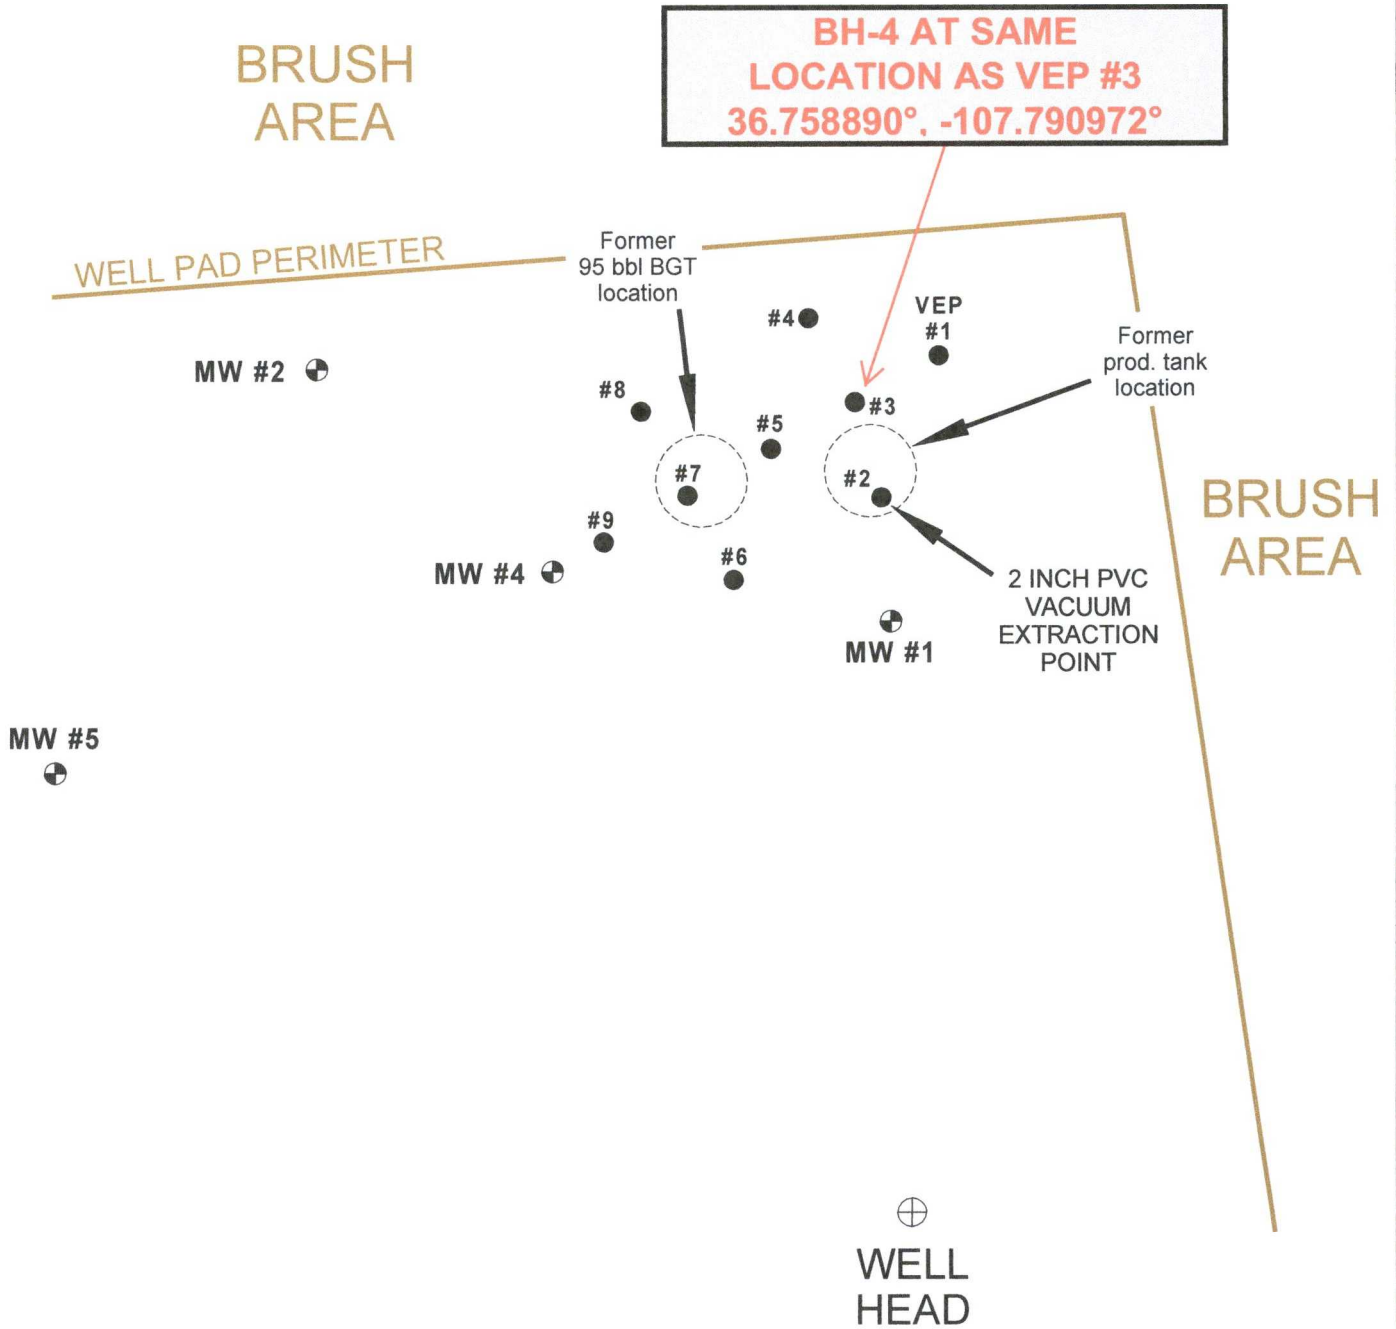 BH-4 AT SAME
LOCATION AS VEP #3
36.758890°, -107.790972°
BRUSH
AREA
WELL PAD PERIMETER
Former
95 bbl BGT
location
VEP
#1
#4
Former
prod. tank
location
MW #2
#8
#3
#5
#7
#2
BRUSH
AREA
#9
#6
MW #4
2 INCH PVC
VACUUM
EXTRACTION
POINT
MW #1
MW #5
WELL
HEAD